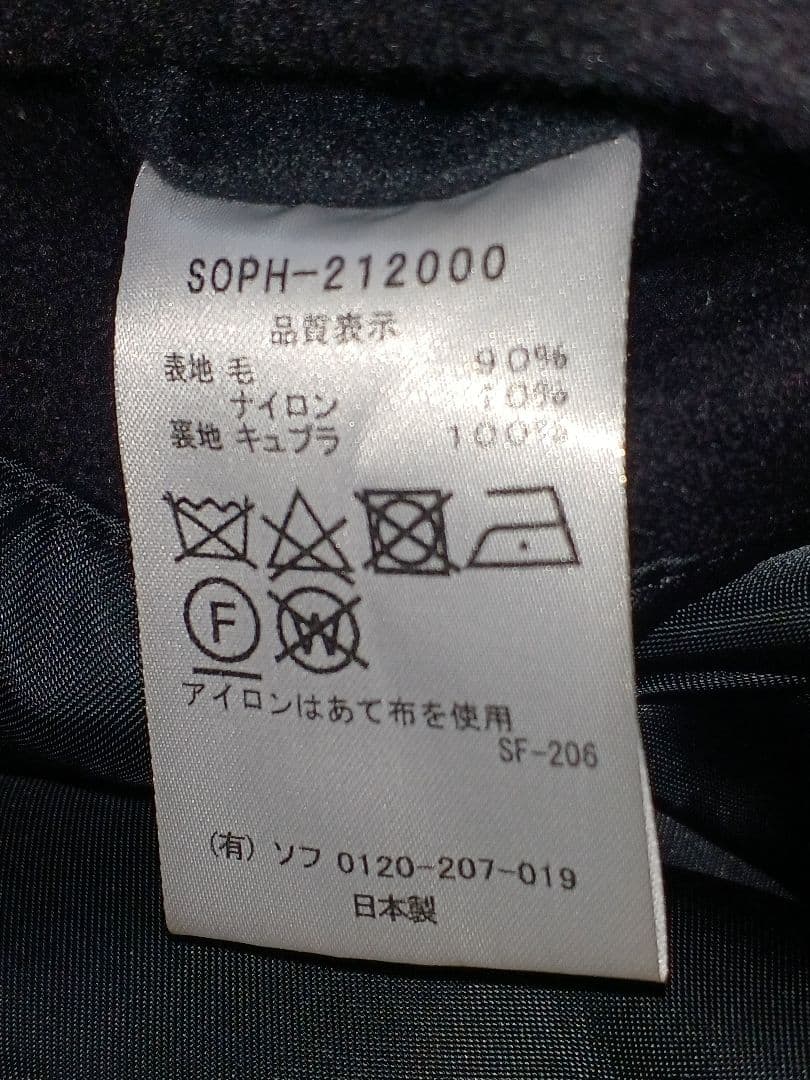 SOPH-212000
品質表示
表地 毛 90%
ナイロン 10%
裏地 キュプラ 100%
F W
アイロンはあて布を使用
SF-206
(有) ソフ 0120-207-019
日本製